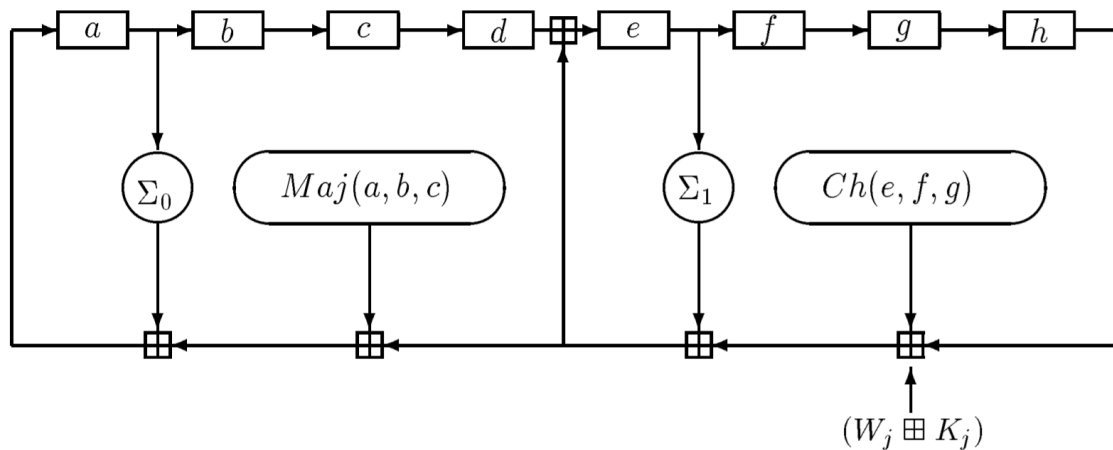 a b c d ⊞ e f g h
Σ₀ Maj(a, b, c) Σ₁ Ch(e, f, g)
⊞ ⊞ ⊞ ⊞
(Wⱼ ⊞ Kⱼ)